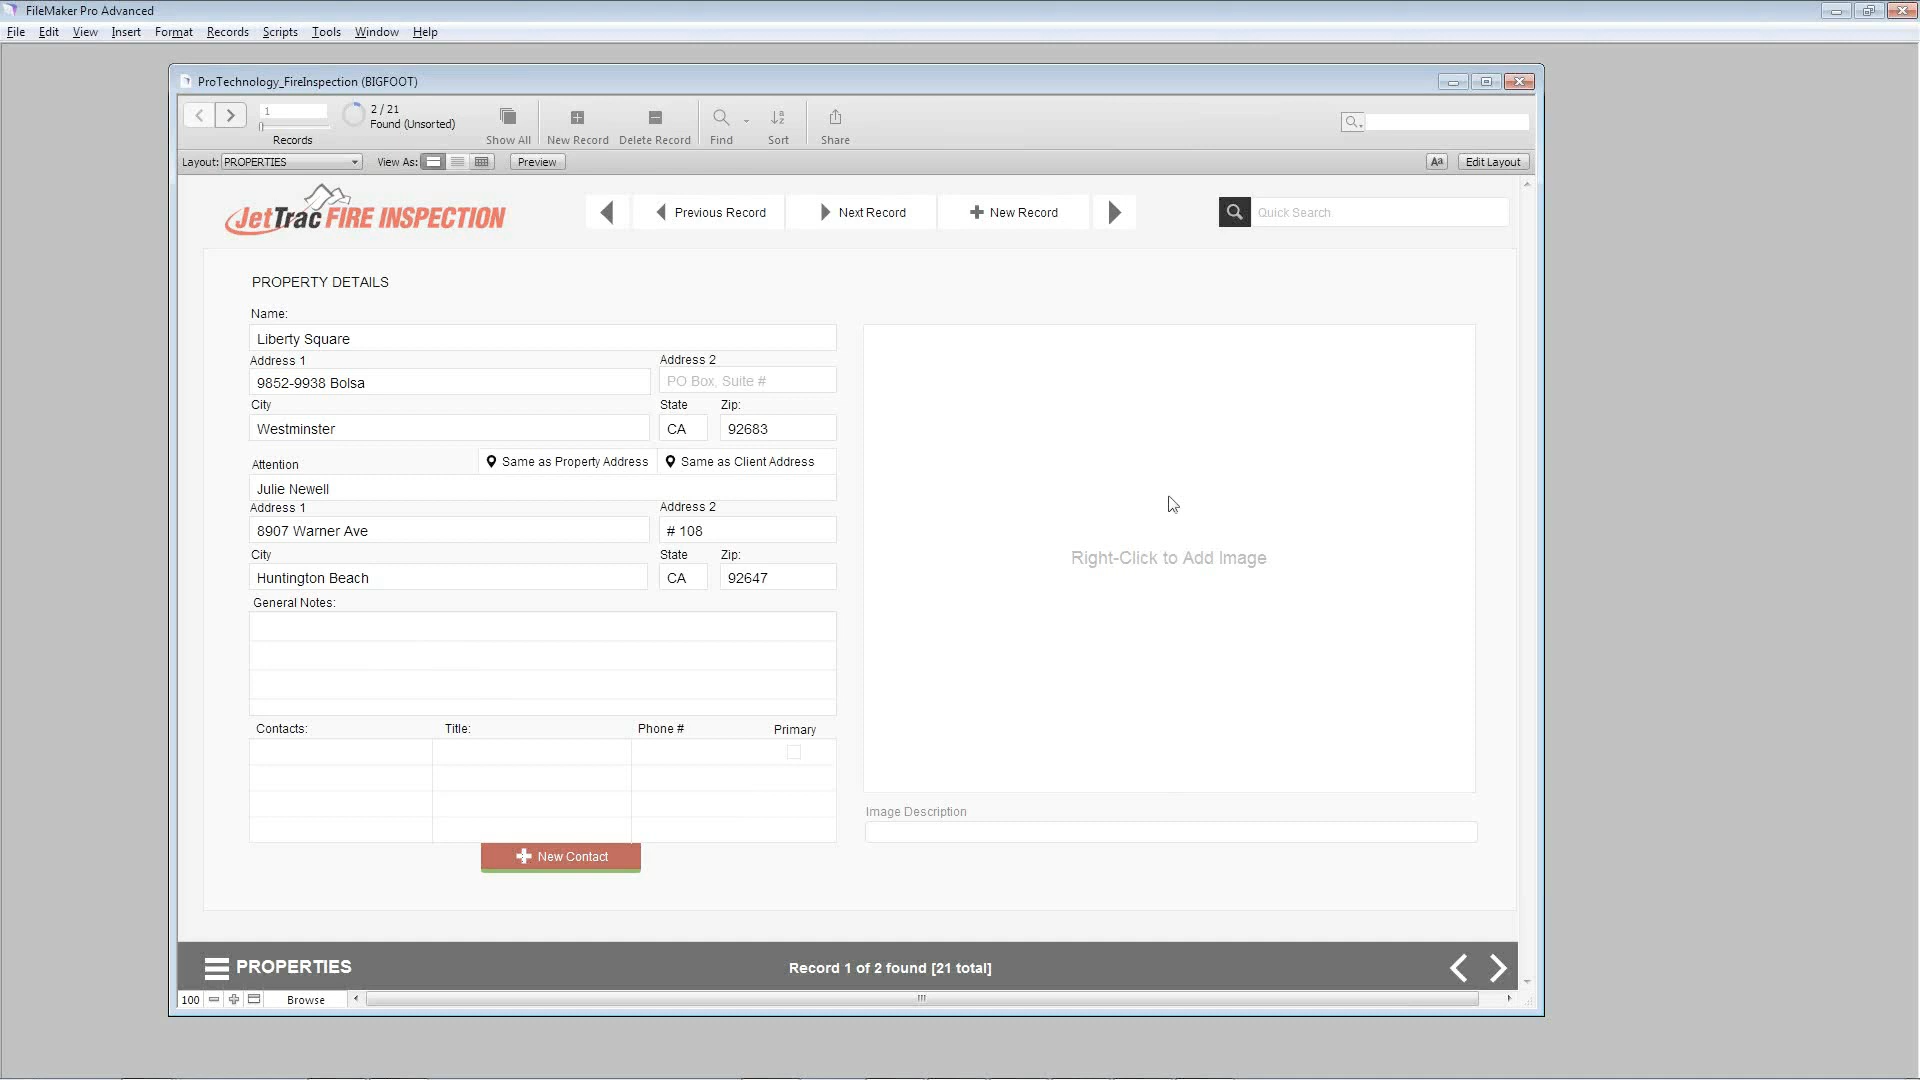 FileMaker Pro Advanced
File Edit View Insert Format Records Scripts Tools Window Help
ProTechnology_FireInspection (BIGFOOT)
1
2 / 21
Found (Unsorted)
Records
Show All
New Record
Delete Record
Find
Sort
Share
Layout: PROPERTIES
View As:
Preview
Aa
Edit Layout
JetTrac FIRE INSPECTION
Previous Record
Next Record
New Record
Quick Search
PROPERTY DETAILS
Name:
Liberty Square
Address 1
Address 2
9852-9938 Bolsa
PO Box, Suite #
City
State
Zip:
Westminster
CA
92683
Attention
Same as Property Address
Same as Client Address
Julie Newell
Address 1
Address 2
8907 Warner Ave
# 108
City
State
Zip:
Huntington Beach
CA
92647
General Notes:
Contacts:
Title:
Phone #
Primary
New Contact
Right-Click to Add Image
Image Description
PROPERTIES
Record 1 of 2 found [21 total]
100
Browse